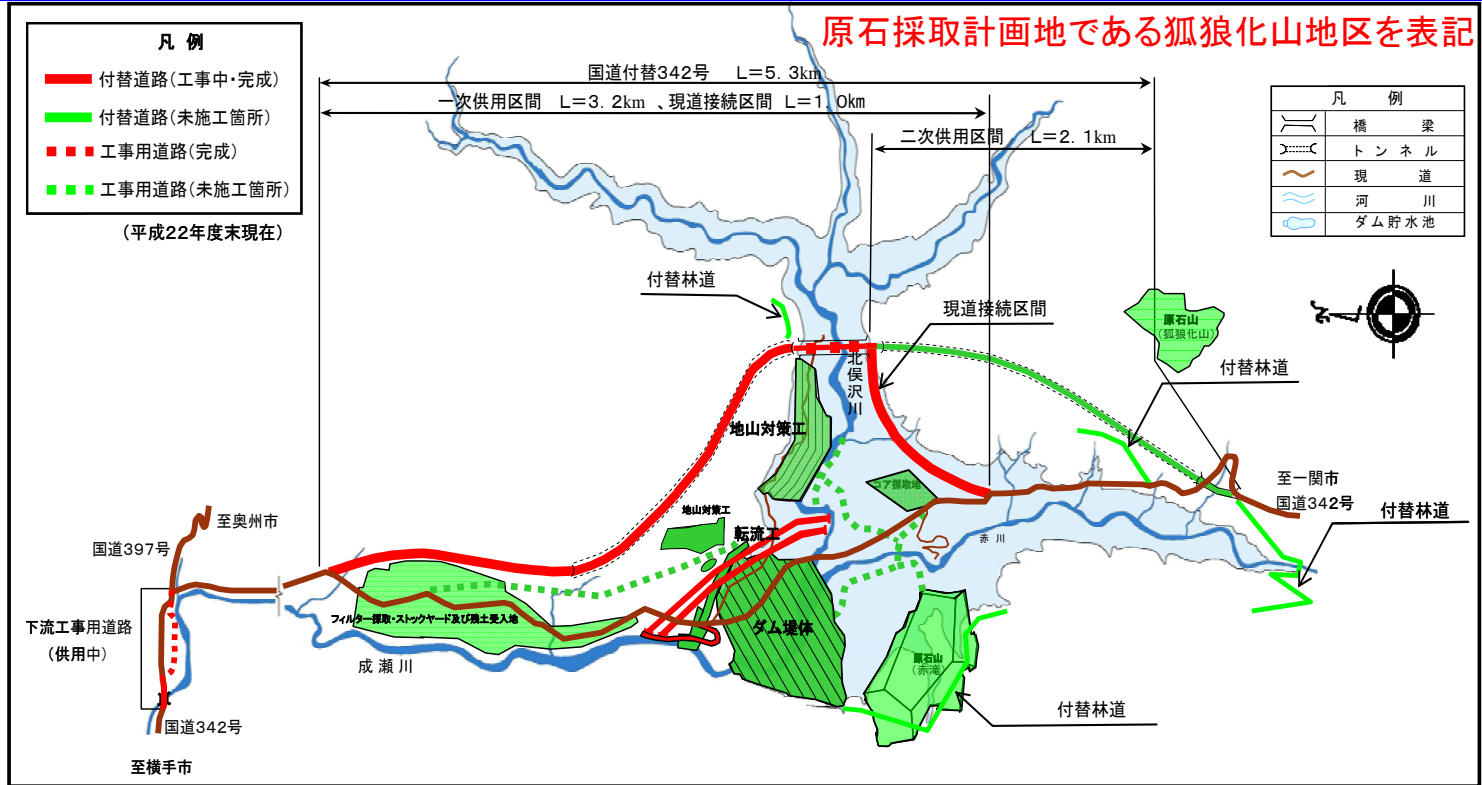 原石採取計画地である狐狼化山地区を表記
凡 例
付替道路(工事中・完成)
付替道路(未施工箇所)
工事用道路(完成)
工事用道路(未施工箇所)
(平成22年度末現在)
国道付替342号 L=5.3km
一次供用区間 L=3.2km 、現道接続区間 L=1.0km
二次供用区間 L=2.1km
凡 例
橋 梁
トンネル
現 道
河 川
ダム貯水池
付替林道
現道接続区間
原石山
(狐狼化山)
付替林道
北俣沢川
地山対策工
コア採取地
至一関市
国道342号
付替林道
地山対策工
転流工
赤川
至奥州市
国道397号
フィルター採取・ストックヤード及び残土受入地
ダム堤体
下流工事用道路
(供用中)
成瀬川
原石山
(赤滝)
付替林道
国道342号
至横手市